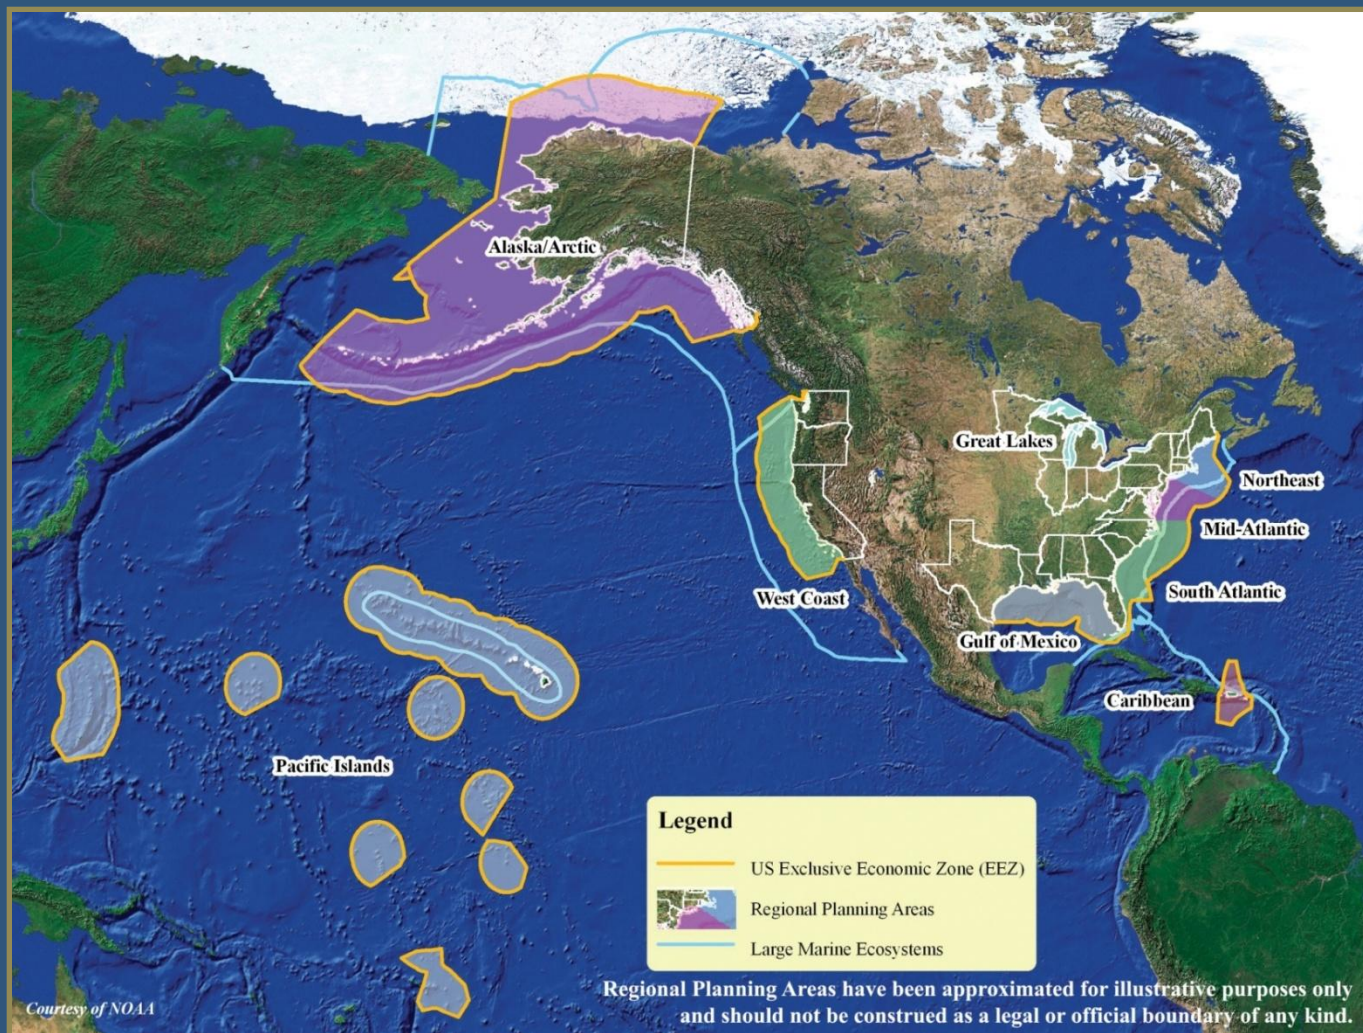 Alaska/Arctic
Great Lakes
Northeast
Mid-Atlantic
West Coast
South Atlantic
Gulf of Mexico
Caribbean
Pacific Islands
Legend
US Exclusive Economic Zone (EEZ)
Regional Planning Areas
Large Marine Ecosystems
Regional Planning Areas have been approximated for illustrative purposes only
and should not be construed as a legal or official boundary of any kind.
Courtesy of NOAA